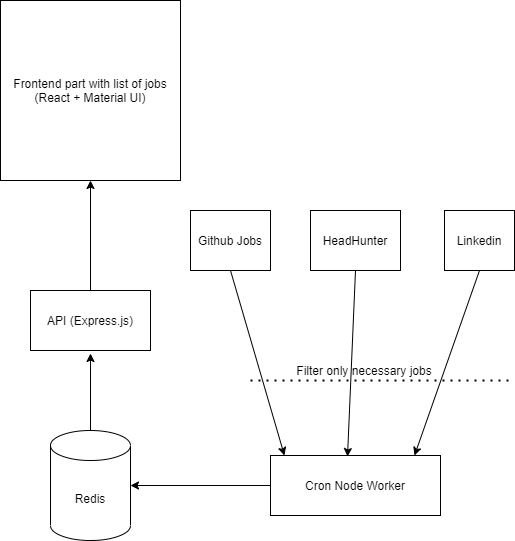 Frontend part with list of jobs
(React + Material UI)
Github Jobs
HeadHunter
Linkedin
API (Express.js)
Filter only necessary jobs
Redis
Cron Node Worker